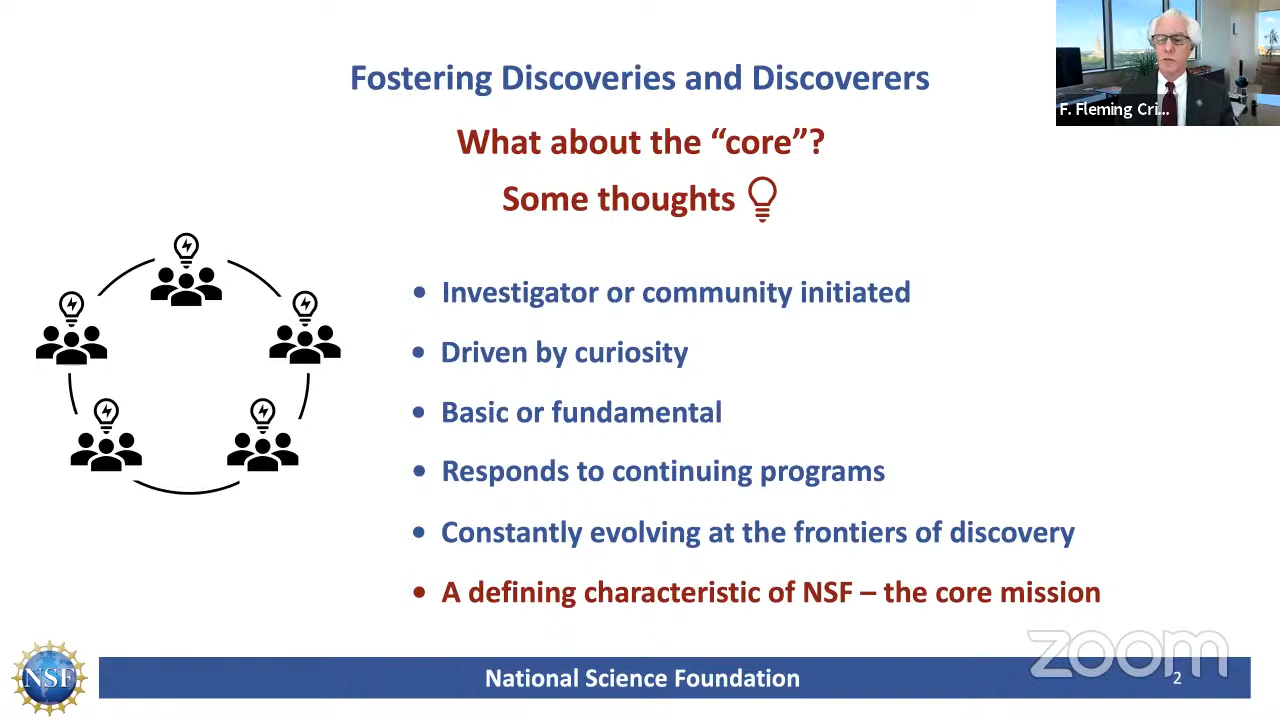 Fostering Discoveries and Discoverers
F. Fleming Cri...
What about the “core”?
Some thoughts
• Investigator or community initiated
• Driven by curiosity
• Basic or fundamental
• Responds to continuing programs
• Constantly evolving at the frontiers of discovery
• A defining characteristic of NSF – the core mission
zoom
NSF
National Science Foundation
2